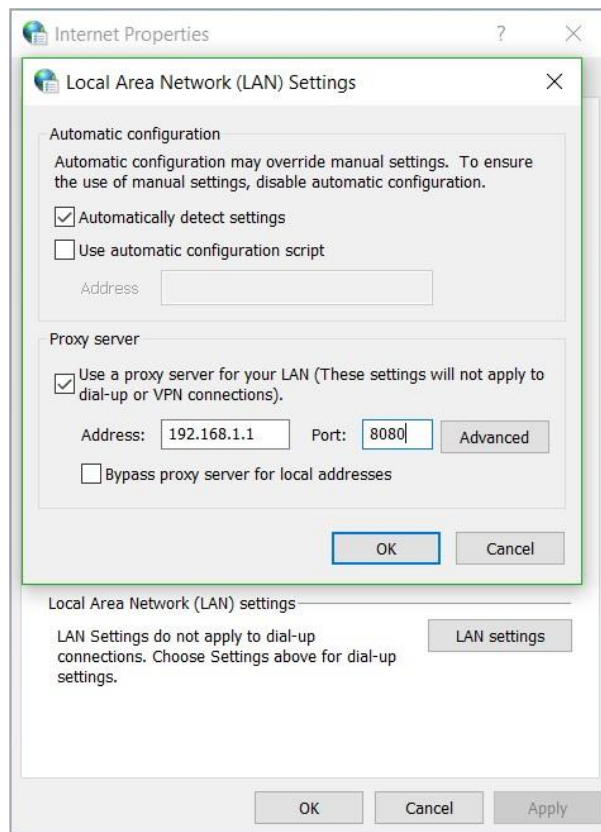 Internet Properties
Local Area Network (LAN) Settings
Automatic configuration
Automatic configuration may override manual settings. To ensure
the use of manual settings, disable automatic configuration.
Automatically detect settings
Use automatic configuration script
Address
Proxy server
Use a proxy server for your LAN (These settings will not apply to
dial-up or VPN connections).
Address: 192.168.1.1 Port: 8080 Advanced
Bypass proxy server for local addresses
OK Cancel
Local Area Network (LAN) settings
LAN Settings do not apply to dial-up
connections. Choose Settings above for dial-up
settings.
LAN settings
OK Cancel Apply